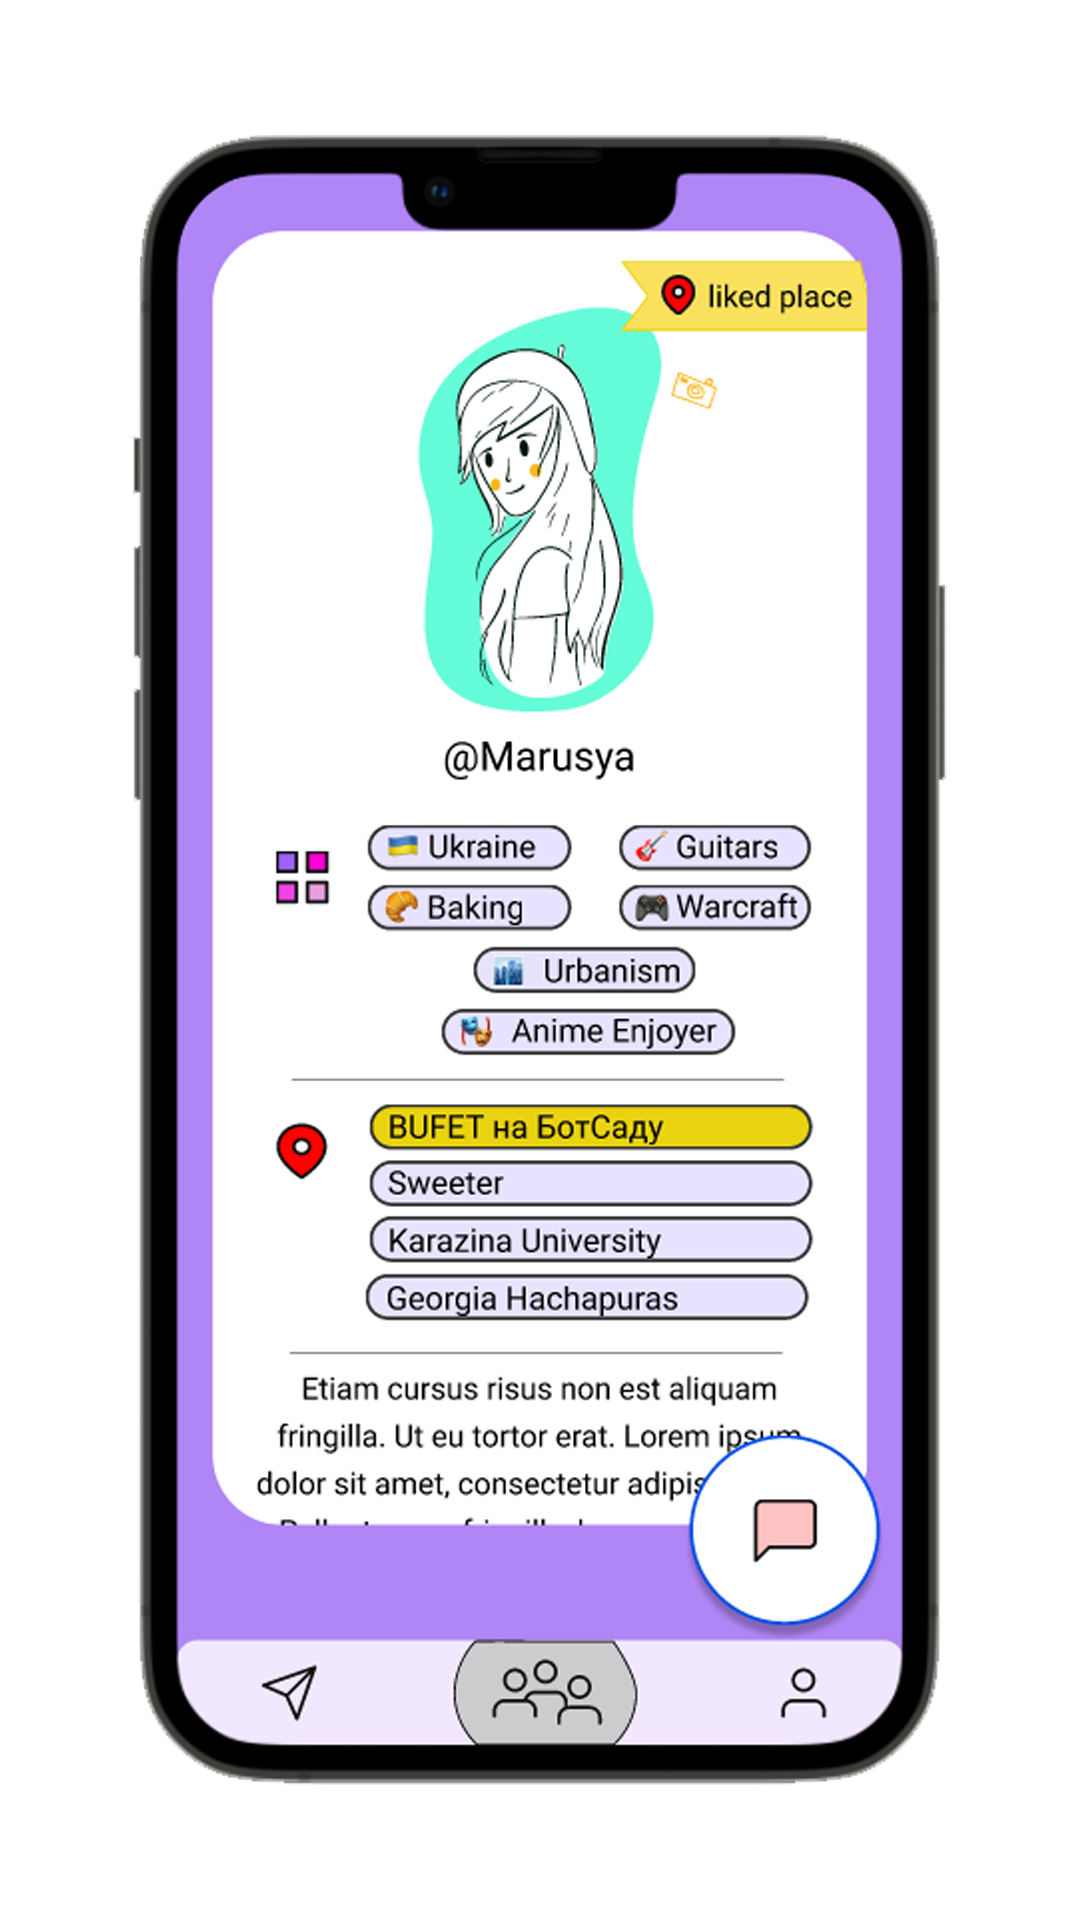 liked place
@Marusya
Ukraine
Guitars
Baking
Warcraft
Urbanism
Anime Enjoyer
BUFET на БотСаду
Sweeter
Karazina University
Georgia Hachapuras
Etiam cursus risus non est aliquam
fringilla. Ut eu tortor erat. Lorem ipsum
dolor sit amet, consectetur adipis